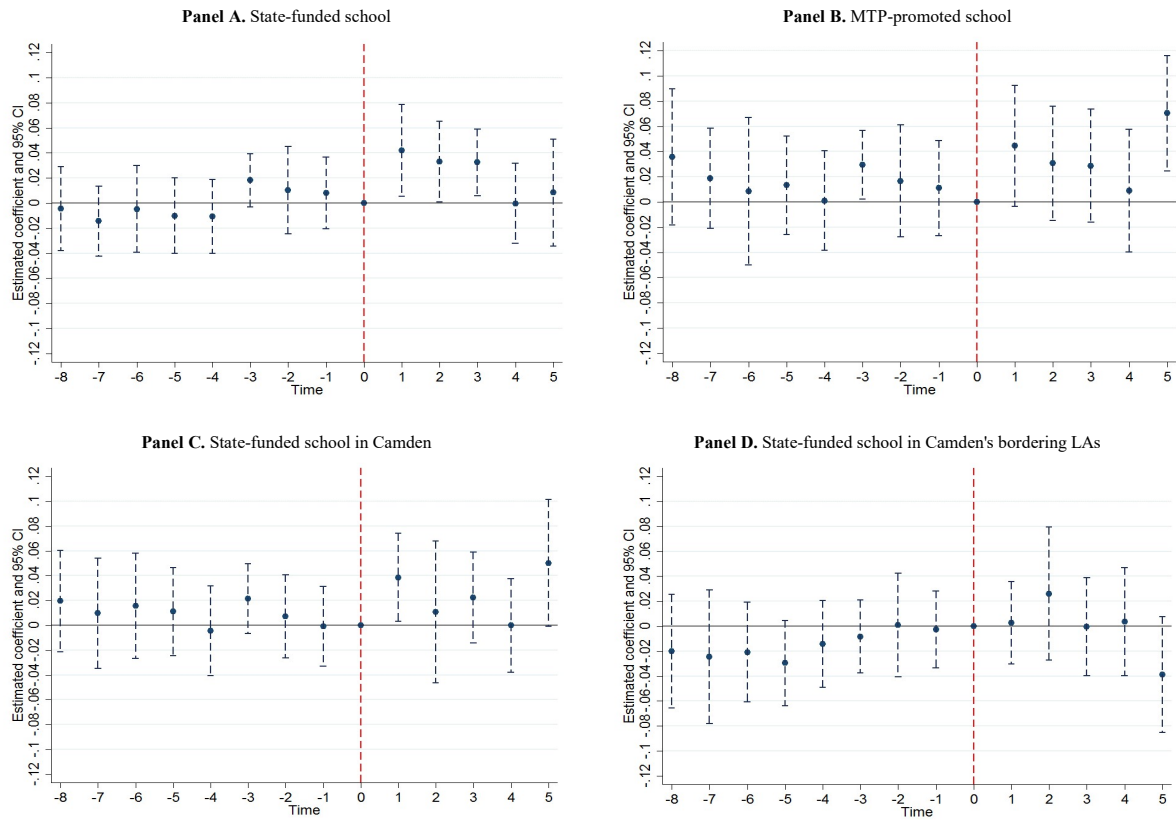 Panel A. State-funded school
Estimated coefficient and 95% CI
-.12 -.1 -.08 -.06 -.04 -.02 0 .02 .04 .06 .08 .1 .12
-8 -7 -6 -5 -4 -3 -2 -1 0 1 2 3 4 5
Time
Panel B. MTP-promoted school
Estimated coefficient and 95% CI
-.12 -.1 -.08 -.06 -.04 -.02 0 .02 .04 .06 .08 .1 .12
-8 -7 -6 -5 -4 -3 -2 -1 0 1 2 3 4 5
Time
Panel C. State-funded school in Camden
Estimated coefficient and 95% CI
-.12 -.1 -.08 -.06 -.04 -.02 0 .02 .04 .06 .08 .1 .12
-8 -7 -6 -5 -4 -3 -2 -1 0 1 2 3 4 5
Time
Panel D. State-funded school in Camden's bordering LAs
Estimated coefficient and 95% CI
-.12 -.1 -.08 -.06 -.04 -.02 0 .02 .04 .06 .08 .1 .12
-8 -7 -6 -5 -4 -3 -2 -1 0 1 2 3 4 5
Time